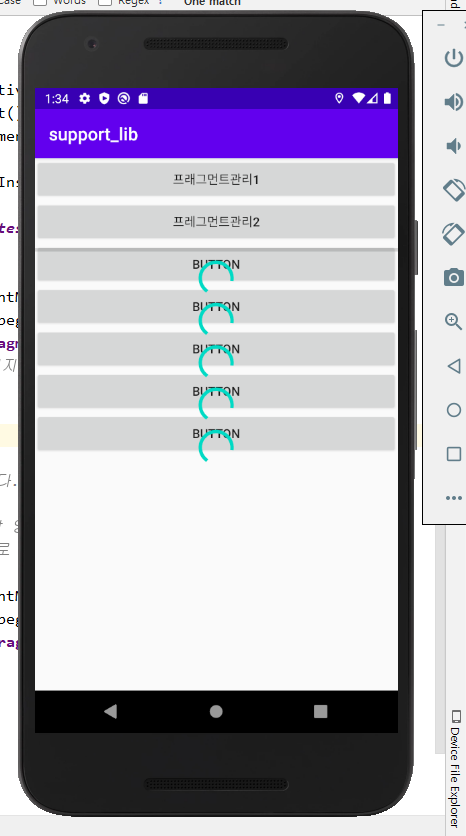 Case Words Regex ? One match
1:34
support_lib
프래그먼트관리1
프레그먼트관리2
BUTTON
BUTTON
BUTTON
BUTTON
BUTTON
Device File Explorer